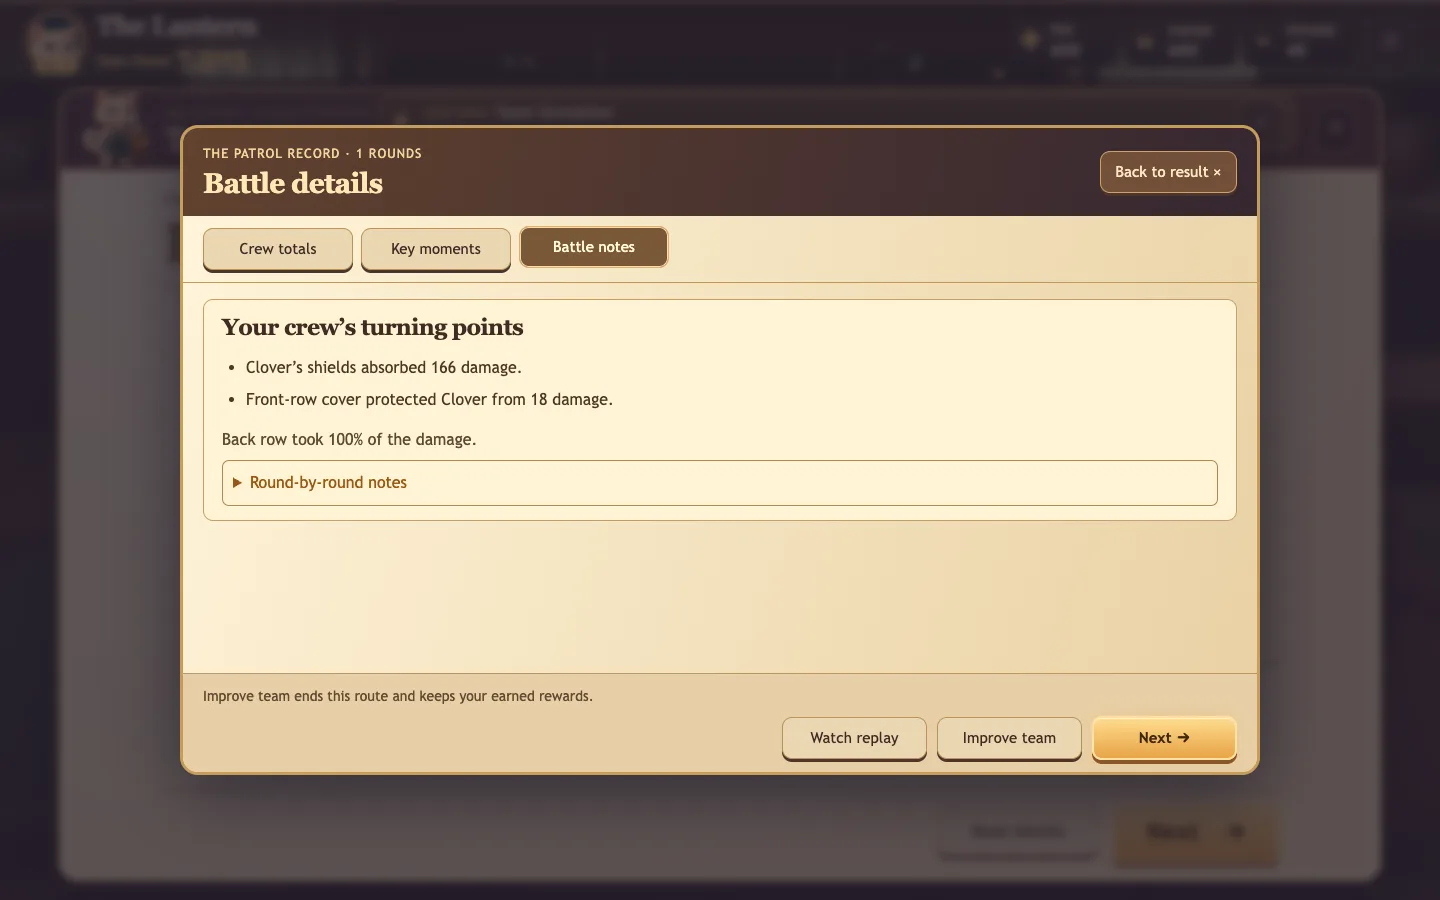 The Lantern
THE PATROL RECORD · 1 ROUNDS
Battle details
Back to result ×
Crew totals
Key moments
Battle notes
Your crew’s turning points
• Clover’s shields absorbed 166 damage.
• Front-row cover protected Clover from 18 damage.
Back row took 100% of the damage.
▶ Round-by-round notes
Improve team ends this route and keeps your earned rewards.
Watch replay
Improve team
Next →